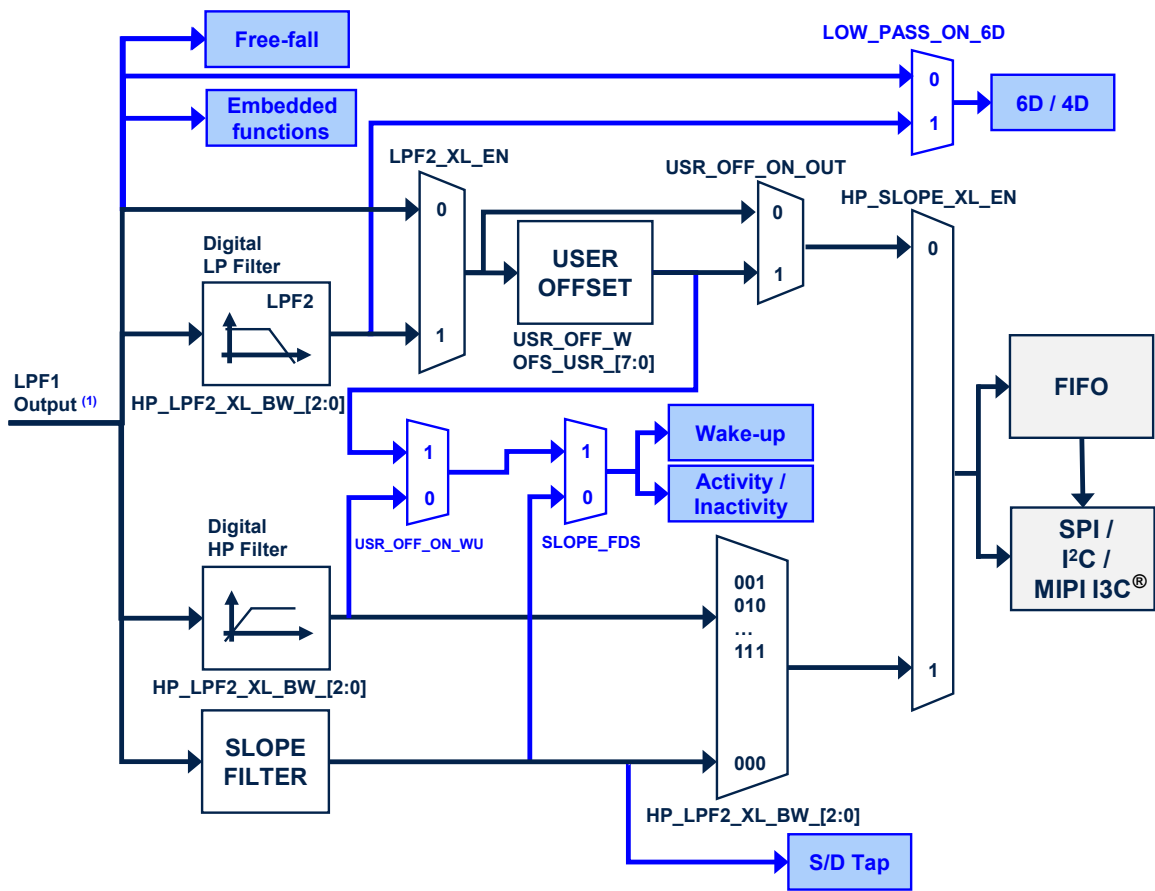 Free-fall
LOW_PASS_ON_6D
0
6D / 4D
1
Embedded
functions
LPF2_XL_EN
USR_OFF_ON_OUT
HP_SLOPE_XL_EN
0
0
0
Digital
LP Filter
LPF2
USER
OFFSET
1
1
USR_OFF_W
OFS_USR_[7:0]
LPF1
Output (1)
HP_LPF2_XL_BW_[2:0]
FIFO
1
0
1
0
Wake-up
Activity /
Inactivity
USR_OFF_ON_WU
SLOPE_FDS
Digital
HP Filter
SPI /
I²C /
MIPI I3C®
001
010
...
111
1
HP_LPF2_XL_BW_[2:0]
SLOPE
FILTER
000
HP_LPF2_XL_BW_[2:0]
S/D Tap